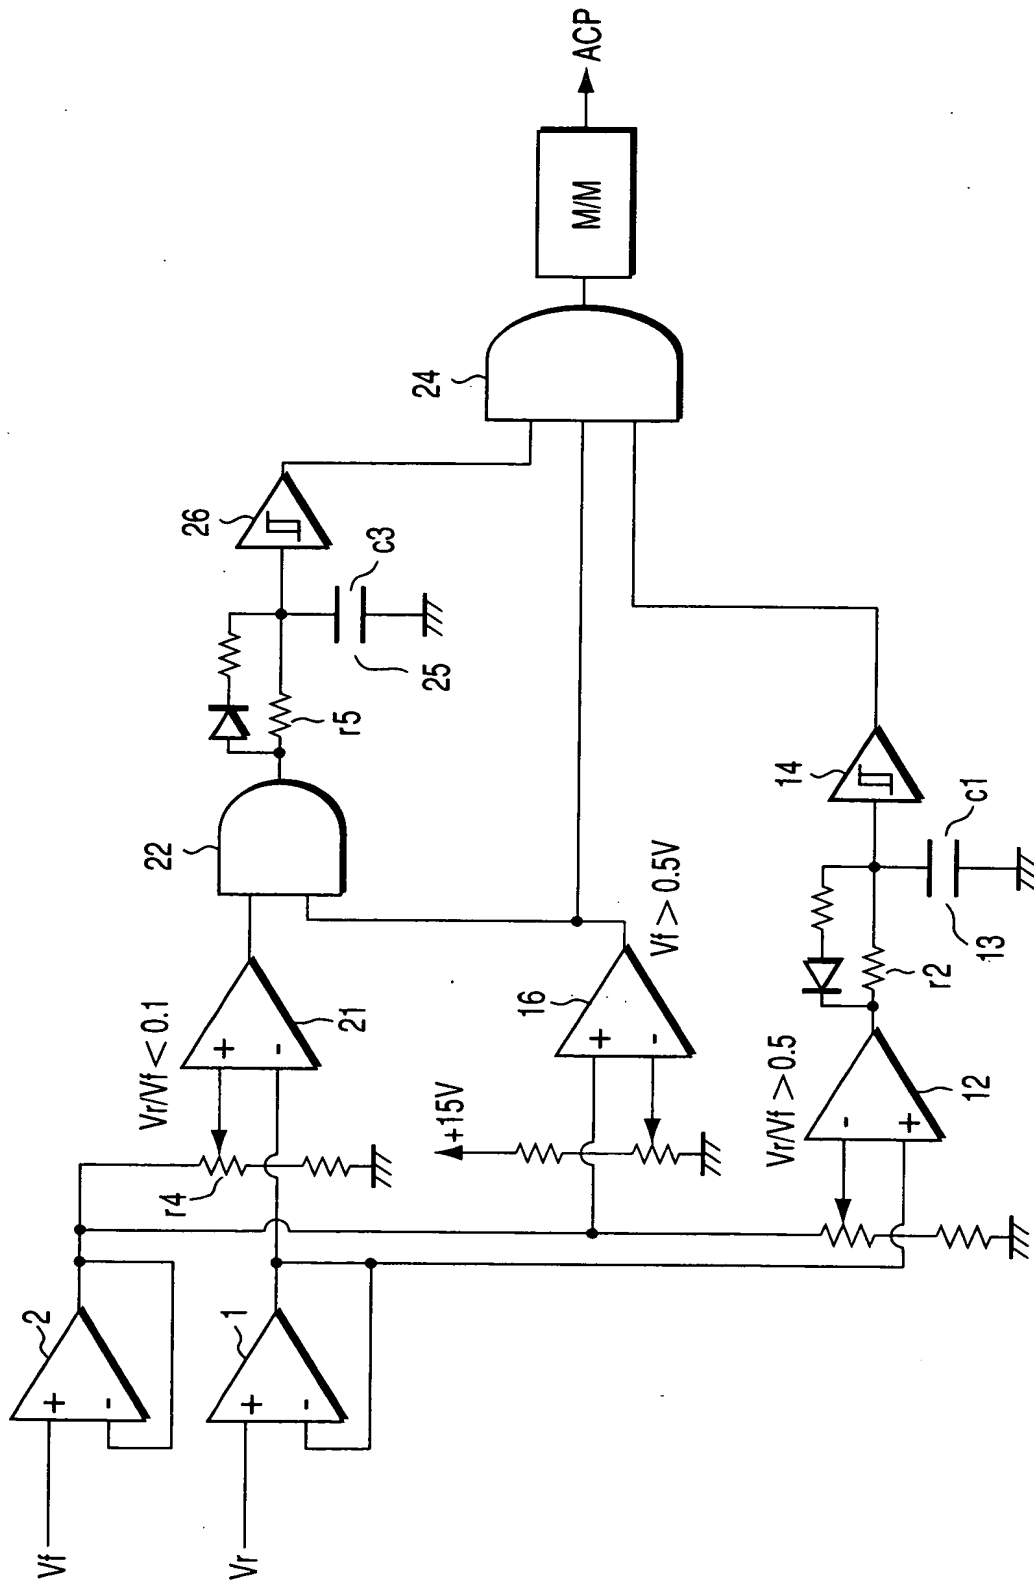 Vf
+
-
2
Vr
+
-
1
r4
Vr/Vf < 0.1
+
-
21
22
r5
25
c3
26
+15V
+
-
16
Vf > 0.5V
Vr/Vf > 0.5
-
+
12
r2
13
c1
14
24
M/M
ACP